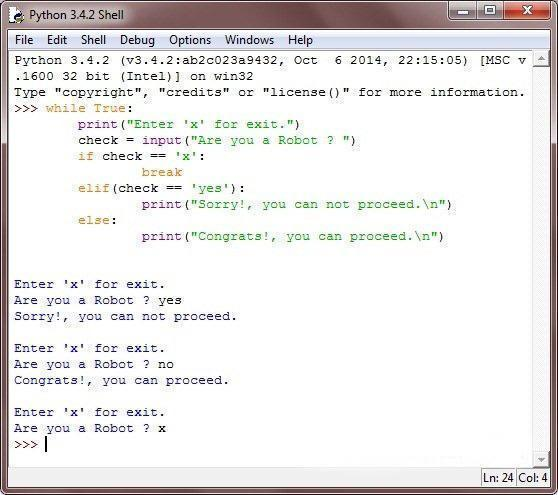 Python 3.4.2 Shell
File Edit Shell Debug Options Windows Help
Python 3.4.2 (v3.4.2:ab2c023a9432, Oct  6 2014, 22:15:05) [MSC v
.1600 32 bit (Intel)] on win32
Type "copyright", "credits" or "license()" for more information.
>>> while True:
        print("Enter 'x' for exit.")
        check = input("Are you a Robot ? ")
        if check == 'x':
                break
        elif(check == 'yes'):
                print("Sorry!, you can not proceed.\n")
        else:
                print("Congrats!, you can proceed.\n")
Enter 'x' for exit.
Are you a Robot ? yes
Sorry!, you can not proceed.
Enter 'x' for exit.
Are you a Robot ? no
Congrats!, you can proceed.
Enter 'x' for exit.
Are you a Robot ? x
>>>
Ln: 24 Col: 4